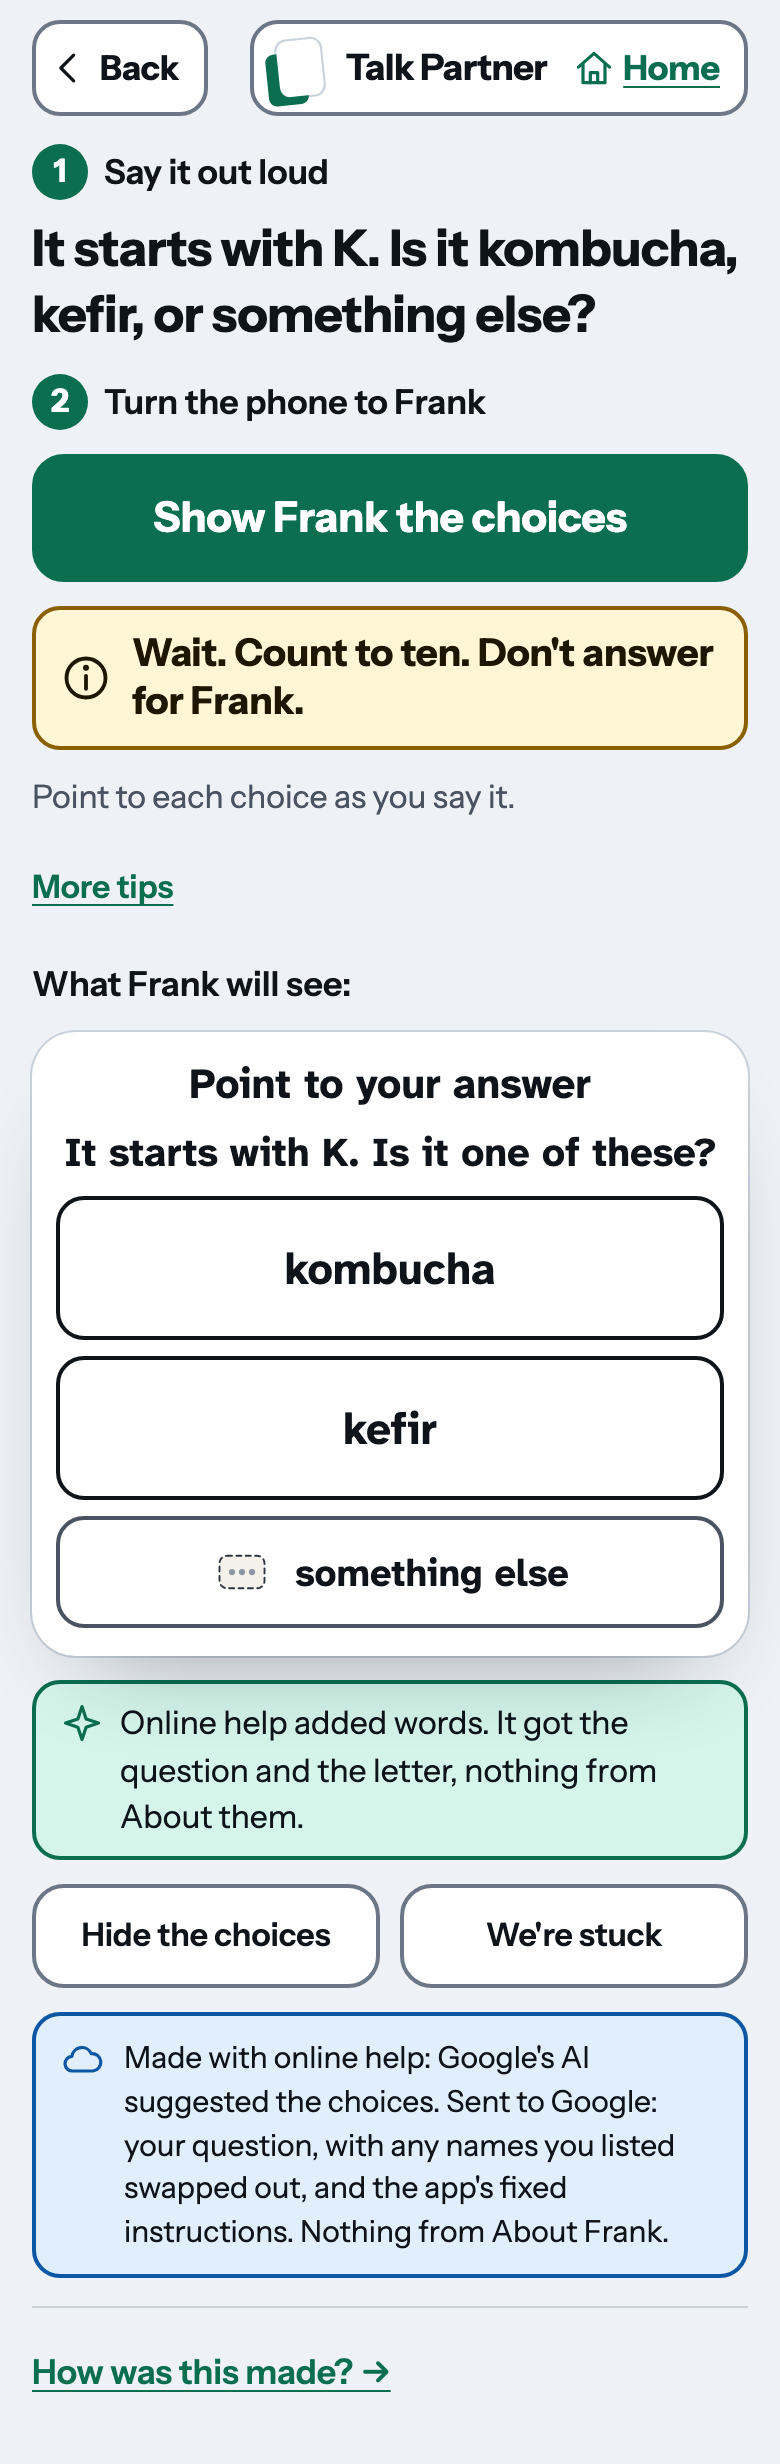 Back
Talk Partner
Home
1 Say it out loud
It starts with K. Is it kombucha,
kefir, or something else?
2 Turn the phone to Frank
Show Frank the choices
Wait. Count to ten. Don't answer
for Frank.
Point to each choice as you say it.
More tips
What Frank will see:
Point to your answer
It starts with K. Is it one of these?
kombucha
kefir
something else
Online help added words. It got the
question and the letter, nothing from
About them.
Hide the choices
We're stuck
Made with online help: Google's AI
suggested the choices. Sent to Google:
your question, with any names you listed
swapped out, and the app's fixed
instructions. Nothing from About Frank.
How was this made? →